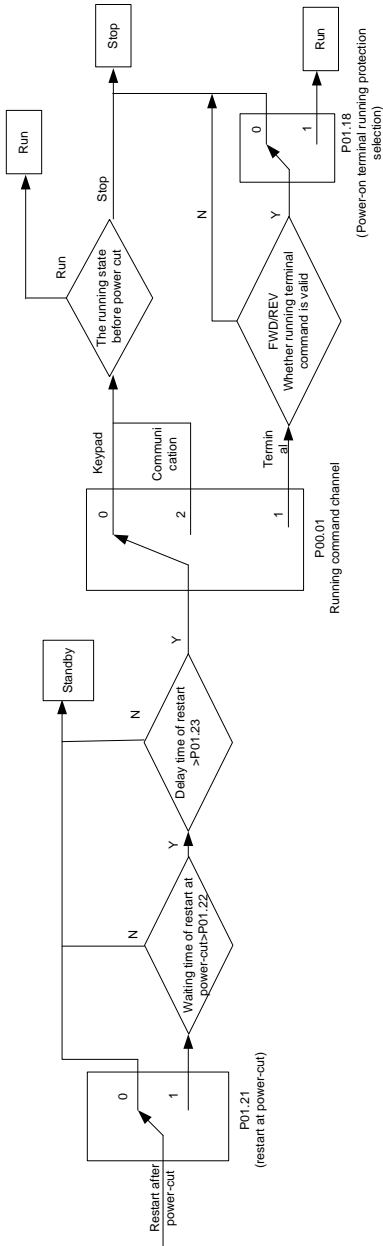 Restart after
power-cut
0
1
P01.21
(restart at power-cut)
Waiting time of restart at
power-cut>P01.22
N
Y
Delay time of restart
>P01.23
N
Y
Standby
0
2
1
P00.01
Running command channel
Keypad
Communi
cation
Termin
al
The running state
before power cut
Run
Stop
Run
Stop
FWD/REV
Whether running terminal
command is valid
N
Y
0
1
P01.18
(Power-on terminal running protection
selection)
Run